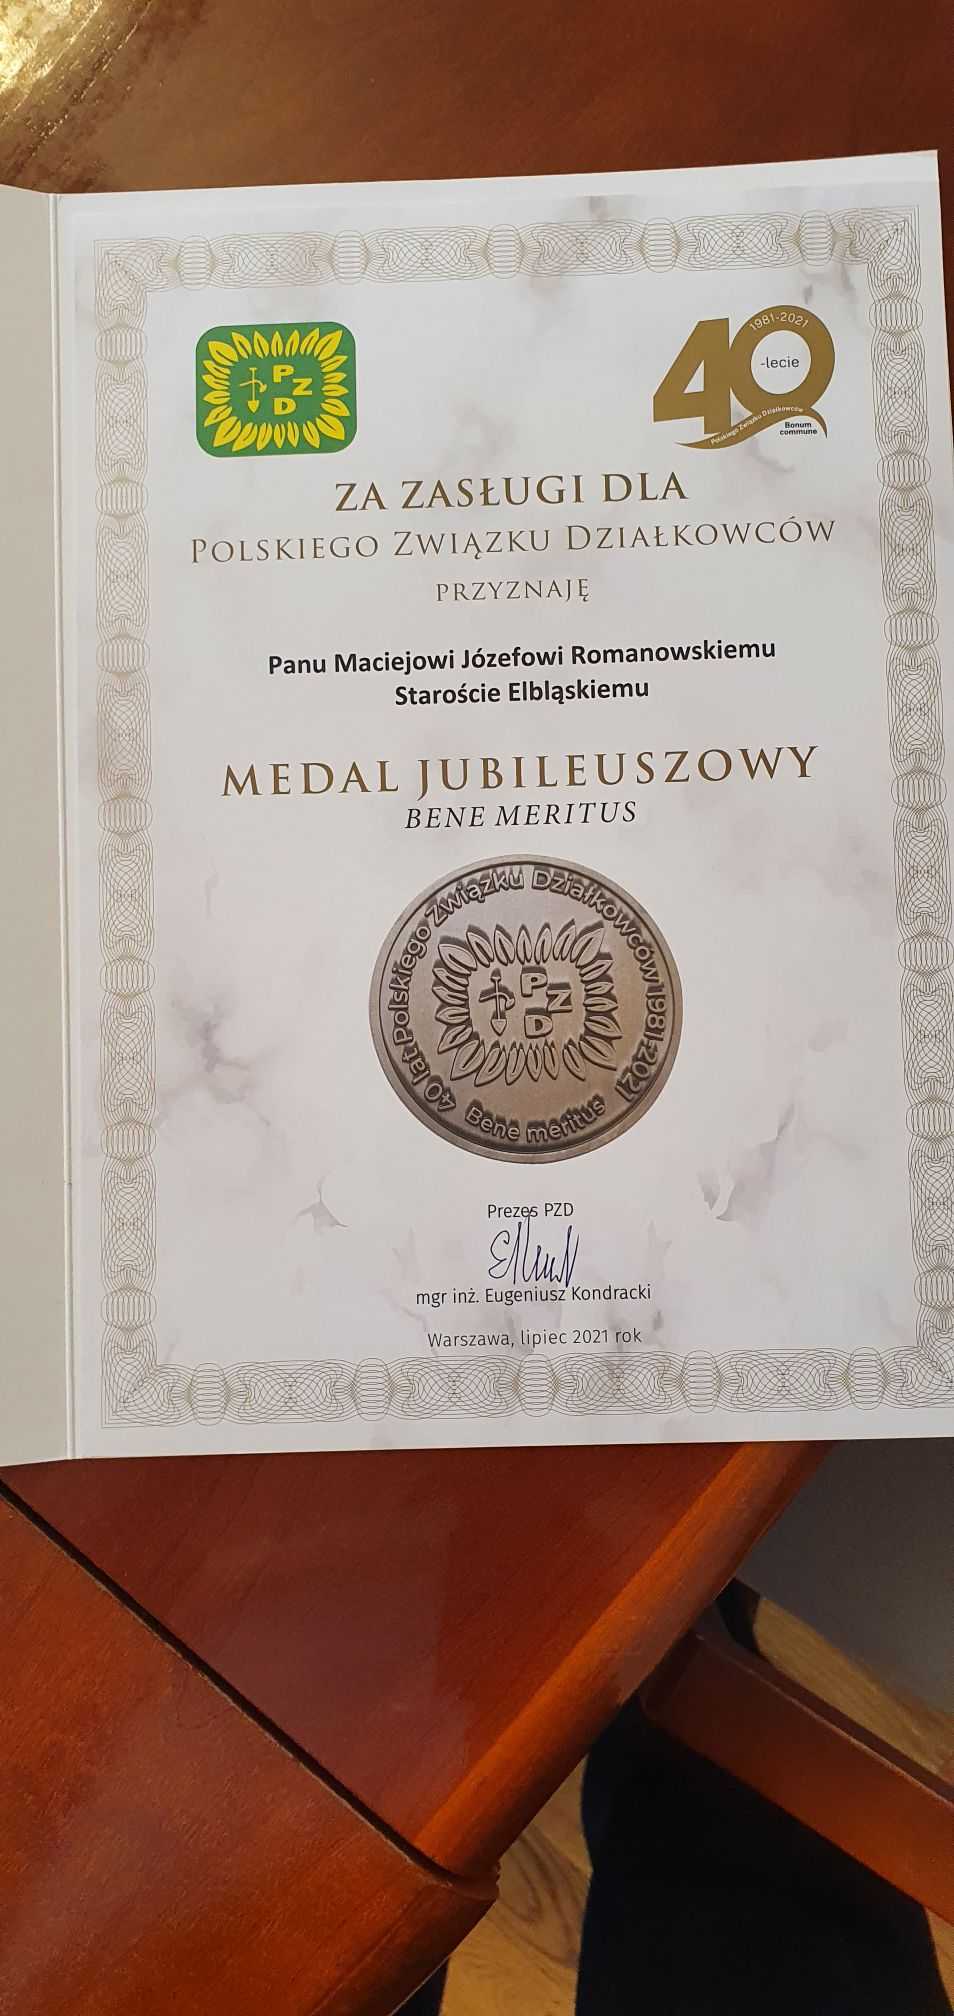 P
Z
D
1981-2021
40
-lecie
Polskiego Związku Działkowców
Bonum
commune
ZA ZASŁUGI DLA
POLSKIEGO ZWIĄZKU DZIAŁKOWCÓW
PRZYZNAJĘ
Panu Maciejowi Józefowi Romanowskiemu
Staroście Elbląskiemu
MEDAL JUBILEUSZOWY
BENE MERITUS
40 lat Polskiego Związku Działkowców 1981-2021
P
Z
D
Bene meritus
Prezes PZD
mgr inż. Eugeniusz Kondracki
Warszawa, lipiec 2021 rok